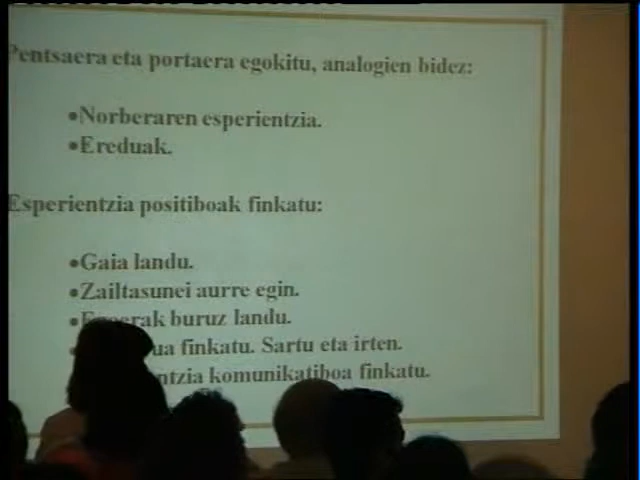 Pentsaera eta portaera egokitu, analogien bidez:
•Norberaren esperientzia.
•Ereduak.
Esperientzia positiboak finkatu:
•Gaia landu.
•Zailtasunei aurre egin.
buruz landu.
finkatu. Sartu eta irten.
komunikatiboa finkatu.